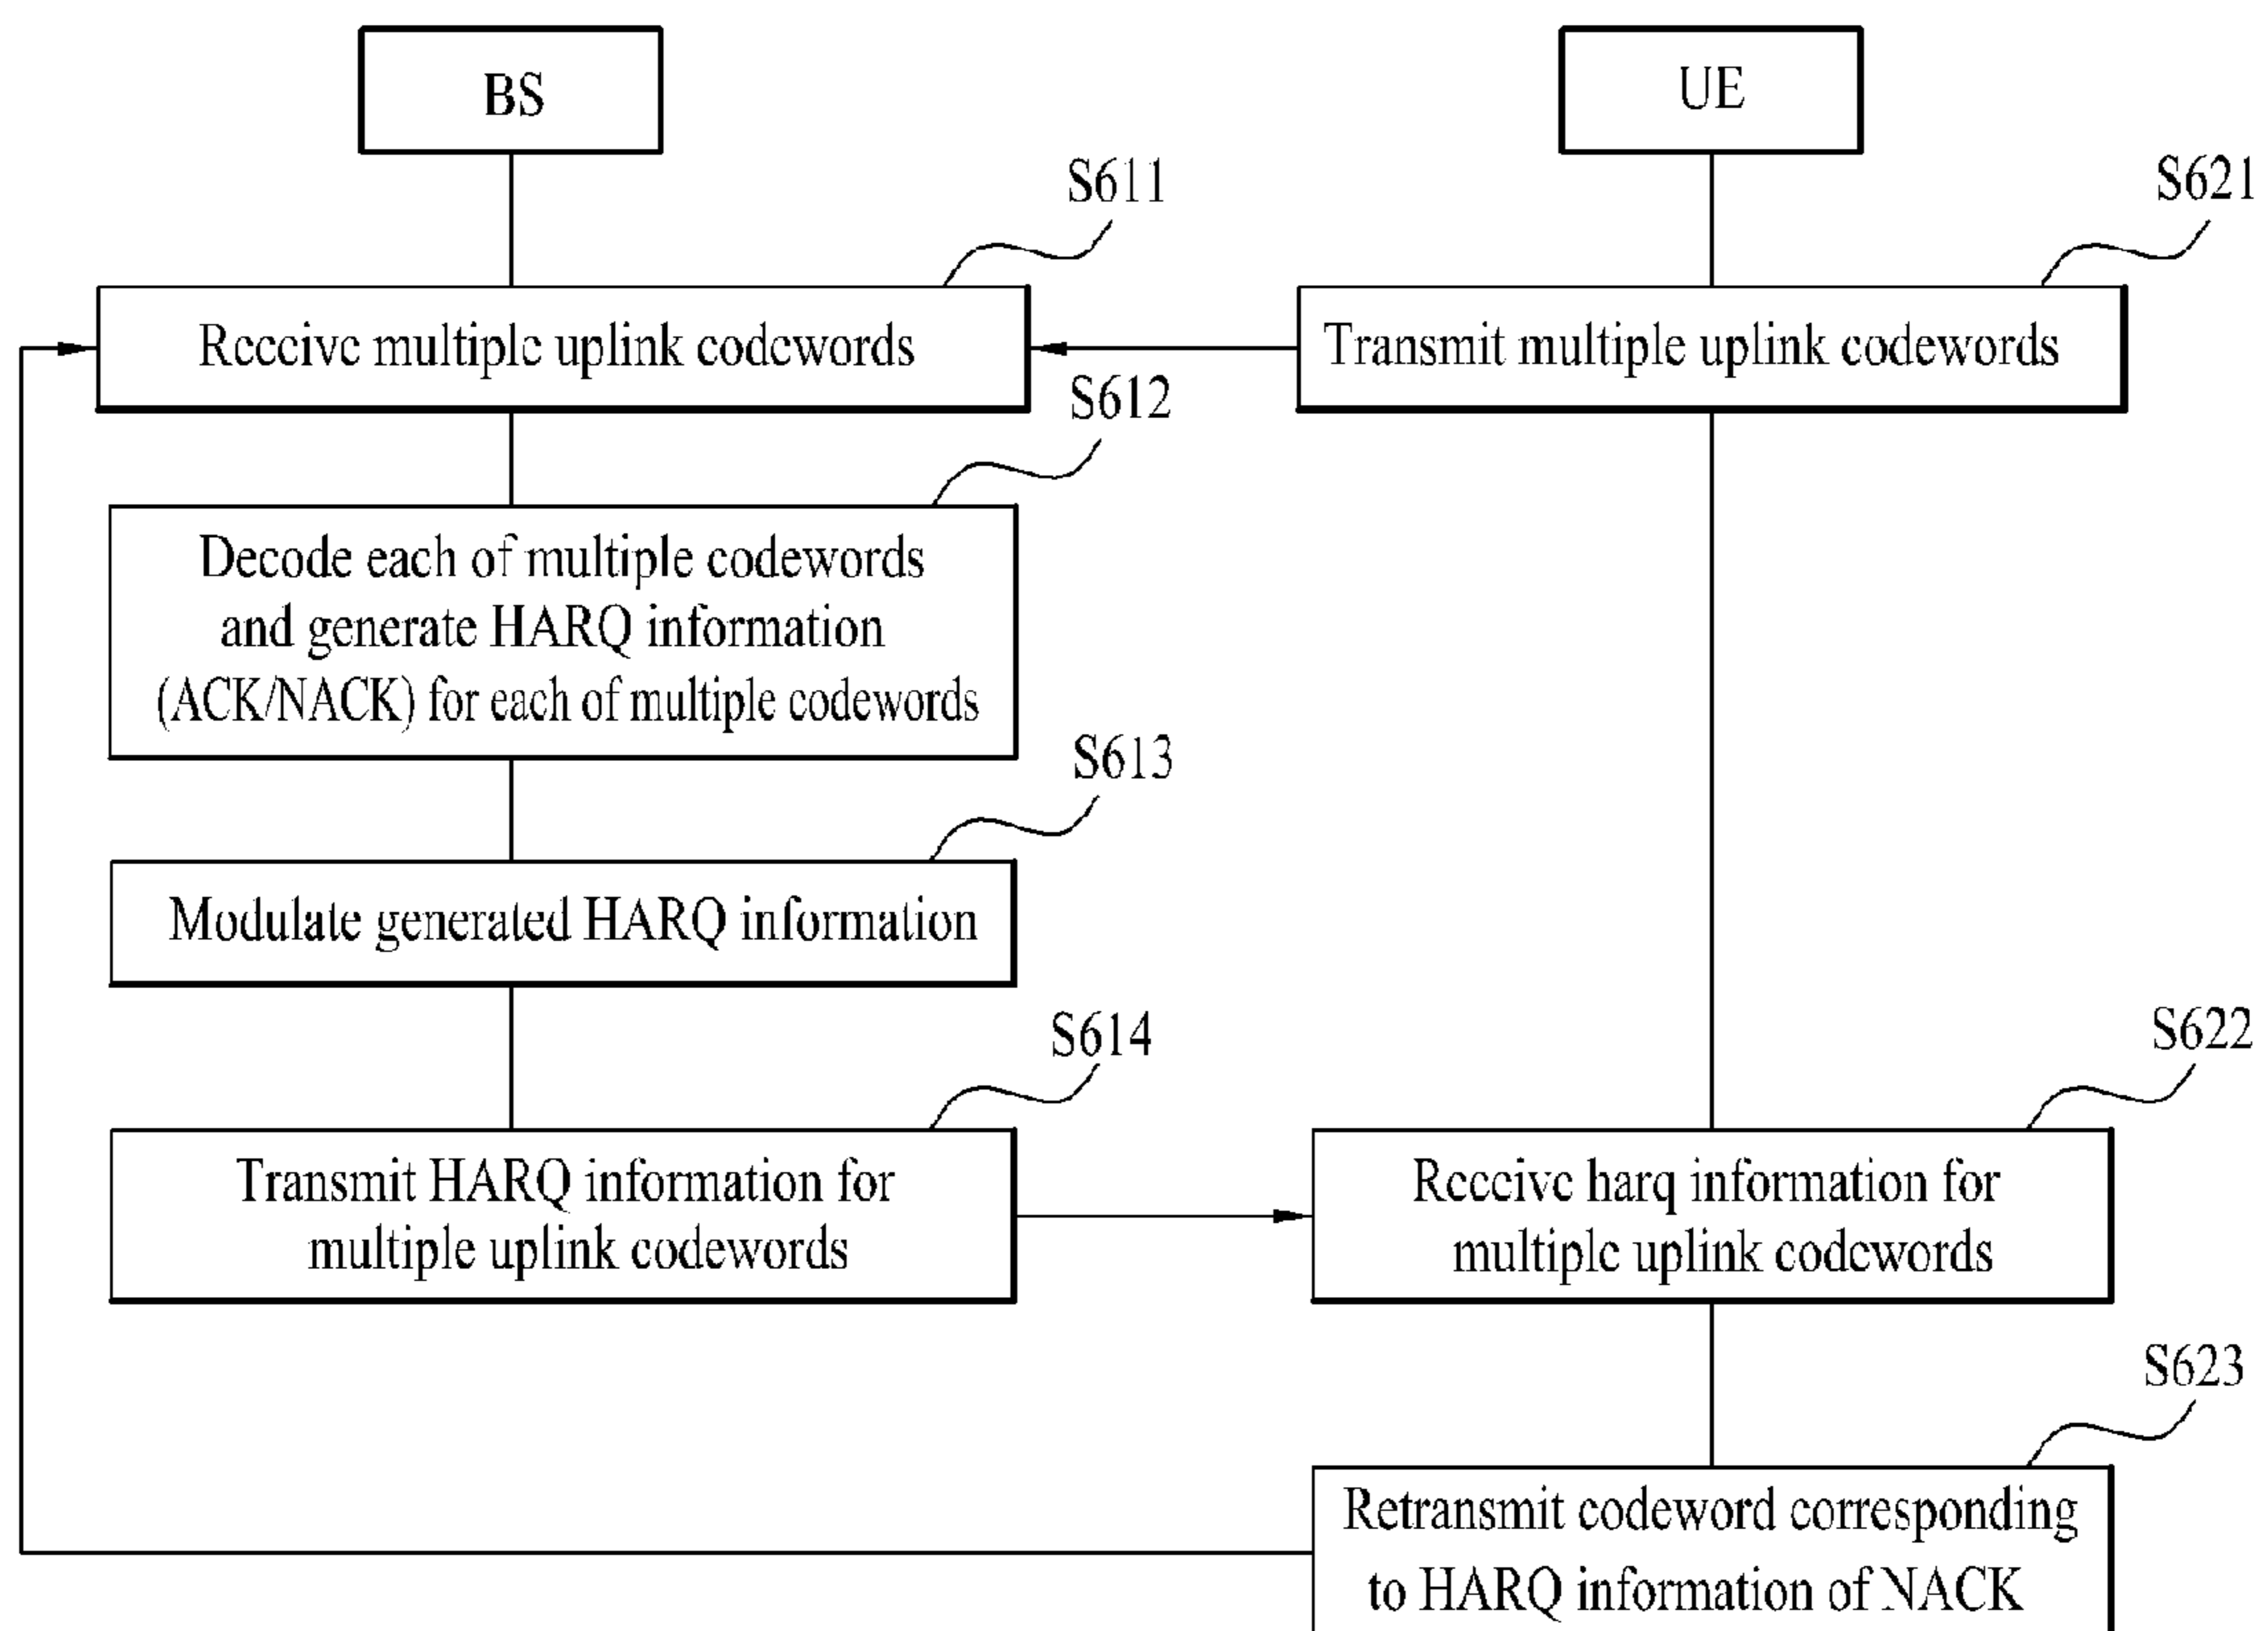 BS
UE
S611
S621
Receive multiple uplink codewords
Transmit multiple uplink codewords
S612
Decode each of multiple codewords
and generate HARQ information
(ACK/NACK) for each of multiple codewords
S613
Modulate generated HARQ information
S614
S622
Transmit HARQ information for
multiple uplink codewords
Receive harq information for
multiple uplink codewords
S623
Retransmit codeword corresponding
to HARQ information of NACK